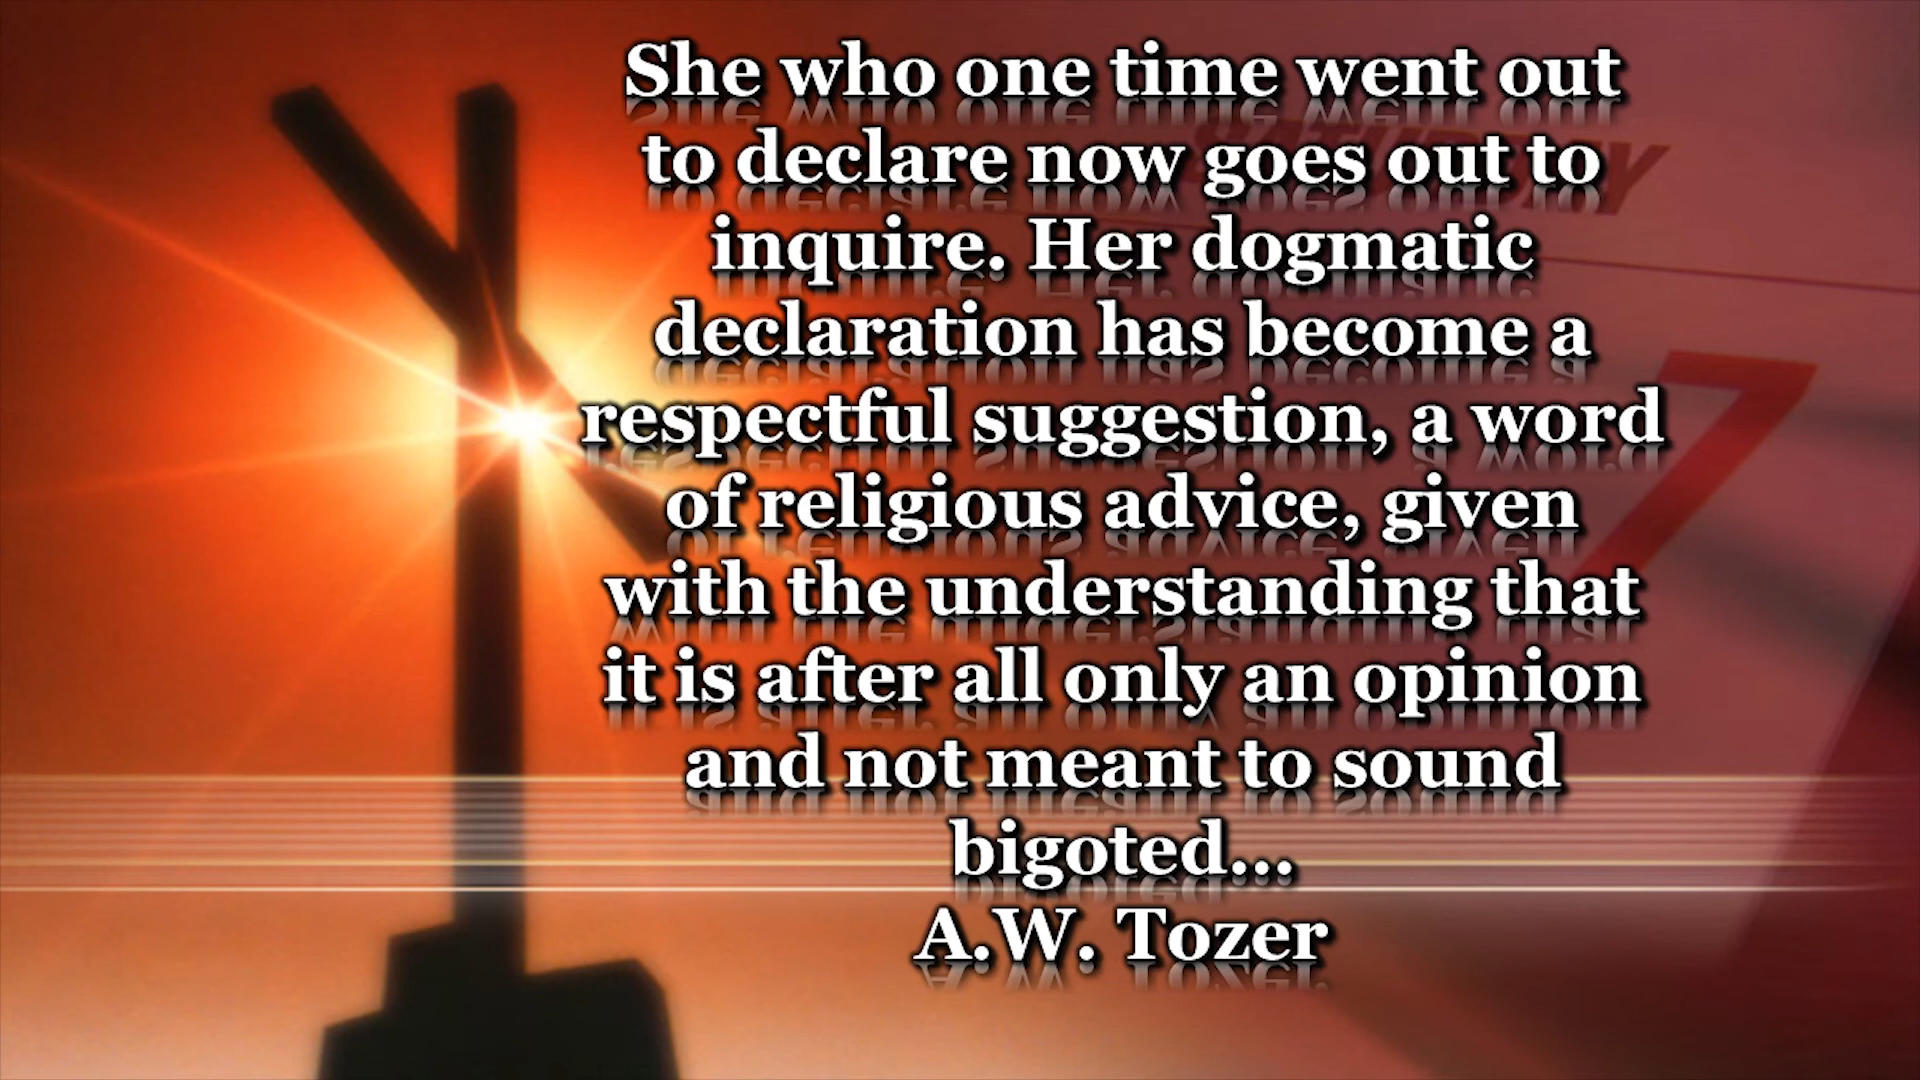 She who one time went out
to declare now goes out to
inquire. Her dogmatic
declaration has become a
respectful suggestion, a word
of religious advice, given
with the understanding that
it is after all only an opinion
and not meant to sound
bigoted...
A.W. Tozer
SATURDAY
7